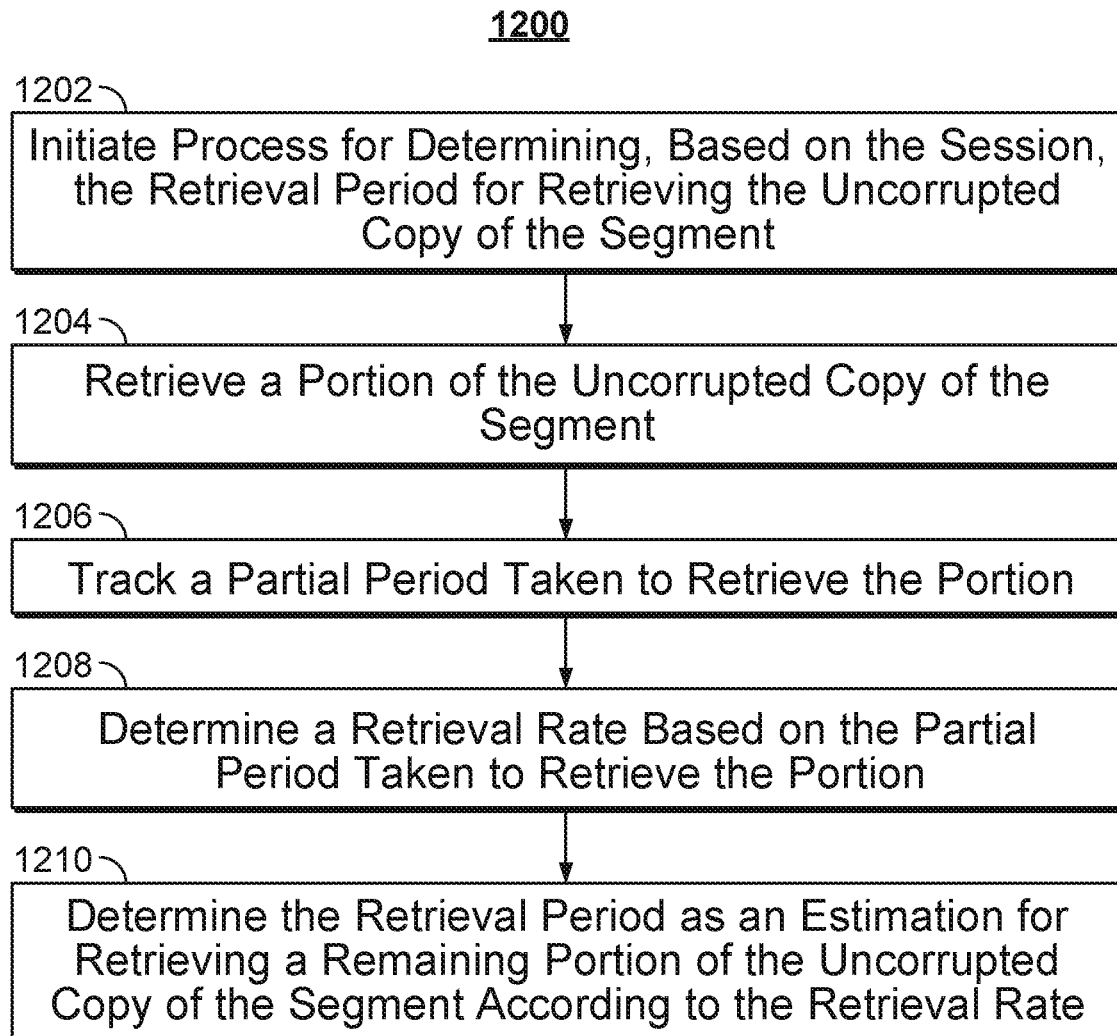 1200
1202
Initiate Process for Determining, Based on the Session,
the Retrieval Period for Retrieving the Uncorrupted
Copy of the Segment
1204
Retrieve a Portion of the Uncorrupted Copy of the
Segment
1206
Track a Partial Period Taken to Retrieve the Portion
1208
Determine a Retrieval Rate Based on the Partial
Period Taken to Retrieve the Portion
1210
Determine the Retrieval Period as an Estimation for
Retrieving a Remaining Portion of the Uncorrupted
Copy of the Segment According to the Retrieval Rate